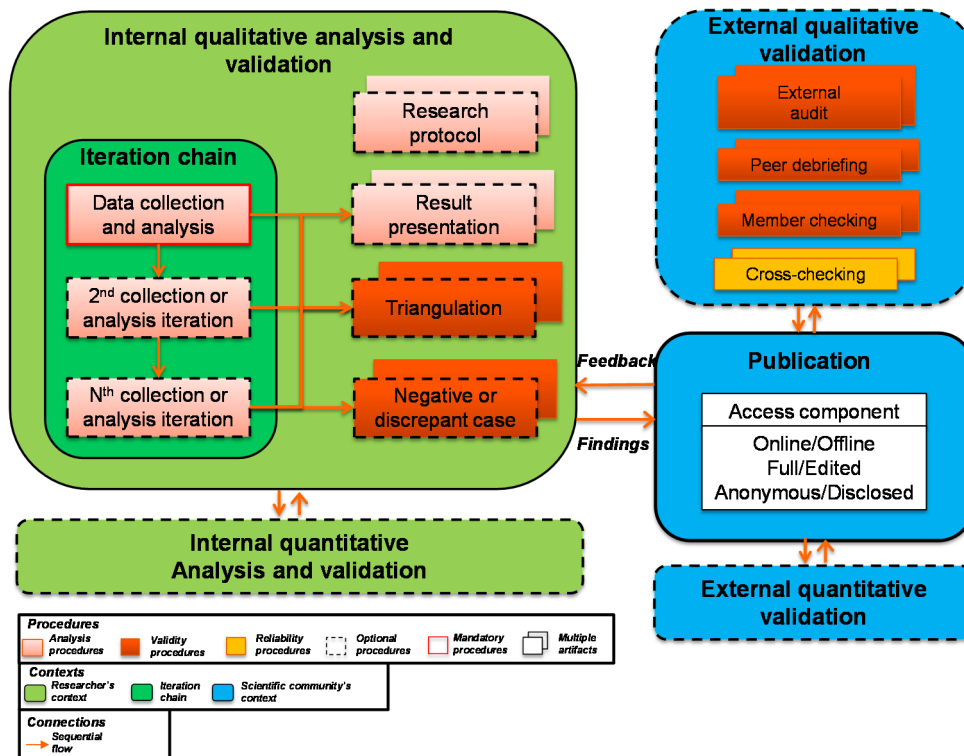 Internal qualitative analysis and
validation
Research
protocol
Iteration chain
Data collection
and analysis
Result
presentation
2nd collection or
analysis iteration
Triangulation
Nth collection or
analysis iteration
Negative or
discrepant case
Internal quantitative
Analysis and validation
Feedback
Findings
External qualitative
validation
External
audit
Peer debriefing
Member checking
Cross-checking
Publication
Access component
Online/Offline
Full/Edited
Anonymous/Disclosed
External quantitative
validation
Procedures
Analysis
procedures
Validity
procedures
Reliability
procedures
Optional
procedures
Mandatory
procedures
Multiple
artifacts
Contexts
Researcher's
context
Iteration
chain
Scientific community's
context
Connections
Sequential
flow